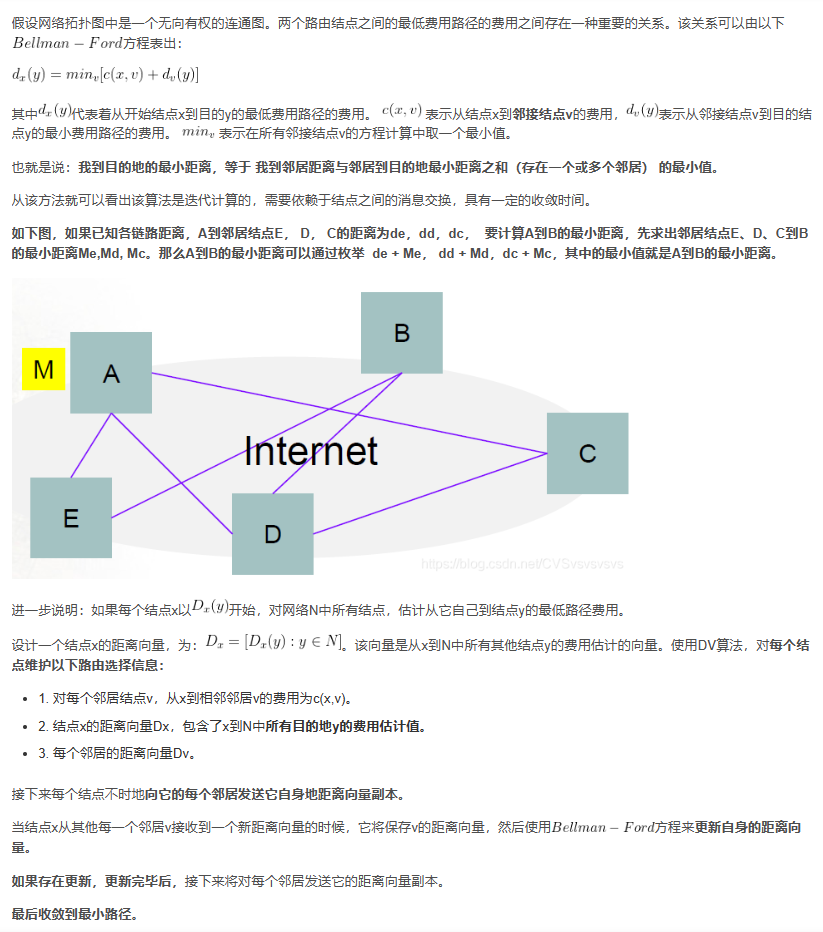 假设网络拓扑图中是一个无向有权的连通图。两个路由结点之间的最低费用路径的费用之间存在一种重要的关系。该关系可以由以下
Bellman − Ford方程表出：
dₓ(y) = minᵥ[c(x, v) + dᵥ(y)]
其中dₓ(y)代表着从开始结点x到目的y的最低费用路径的费用。 c(x, v) 表示从结点x到邻接结点v的费用，dᵥ(y)表示从邻接结点v到目的结
点y的最小费用路径的费用。 minᵥ 表示在所有邻接结点v的方程计算中取一个最小值。
也就是说：我到目的地的最小距离，等于 我到邻居距离与邻居到目的地最小距离之和（存在一个或多个邻居） 的最小值。
从该方法就可以看出该算法是迭代计算的，需要依赖于结点之间的消息交换，具有一定的收敛时间。
如下图，如果已知各链路距离，A到邻居结点E， D， C的距离为de，dd，dc， 要计算A到B的最小距离，先求出邻居结点E、D、C到B
的最小距离Me,Md, Mc。那么A到B的最小距离可以通过枚举 de + Me， dd + Md，dc + Mc，其中的最小值就是A到B的最小距离。
B
M
A
Internet
C
E
D
https://blog.csdn.net/CVSvsvsvsvs
进一步说明：如果每个结点x以Dₓ(y)开始，对网络N中所有结点，估计从它自己到结点y的最低路径费用。
设计一个结点x的距离向量，为：Dₓ = [Dₓ(y) : y ∈ N]。该向量是从x到N中所有其他结点y的费用估计的向量。使用DV算法，对每个结
点维护以下路由选择信息：
• 1. 对每个邻居结点v，从x到相邻邻居v的费用为c(x,v)。
• 2. 结点x的距离向量Dx，包含了x到N中所有目的地y的费用估计值。
• 3. 每个邻居的距离向量Dv。
接下来每个结点不时地向它的每个邻居发送它自身地距离向量副本。
当结点x从其他每一个邻居v接收到一个新距离向量的时候，它将保存v的距离向量，然后使用Bellman − Ford方程来更新自身的距离向
量。
如果存在更新，更新完毕后，接下来将对每个邻居发送它的距离向量副本。
最后收敛到最小路径。